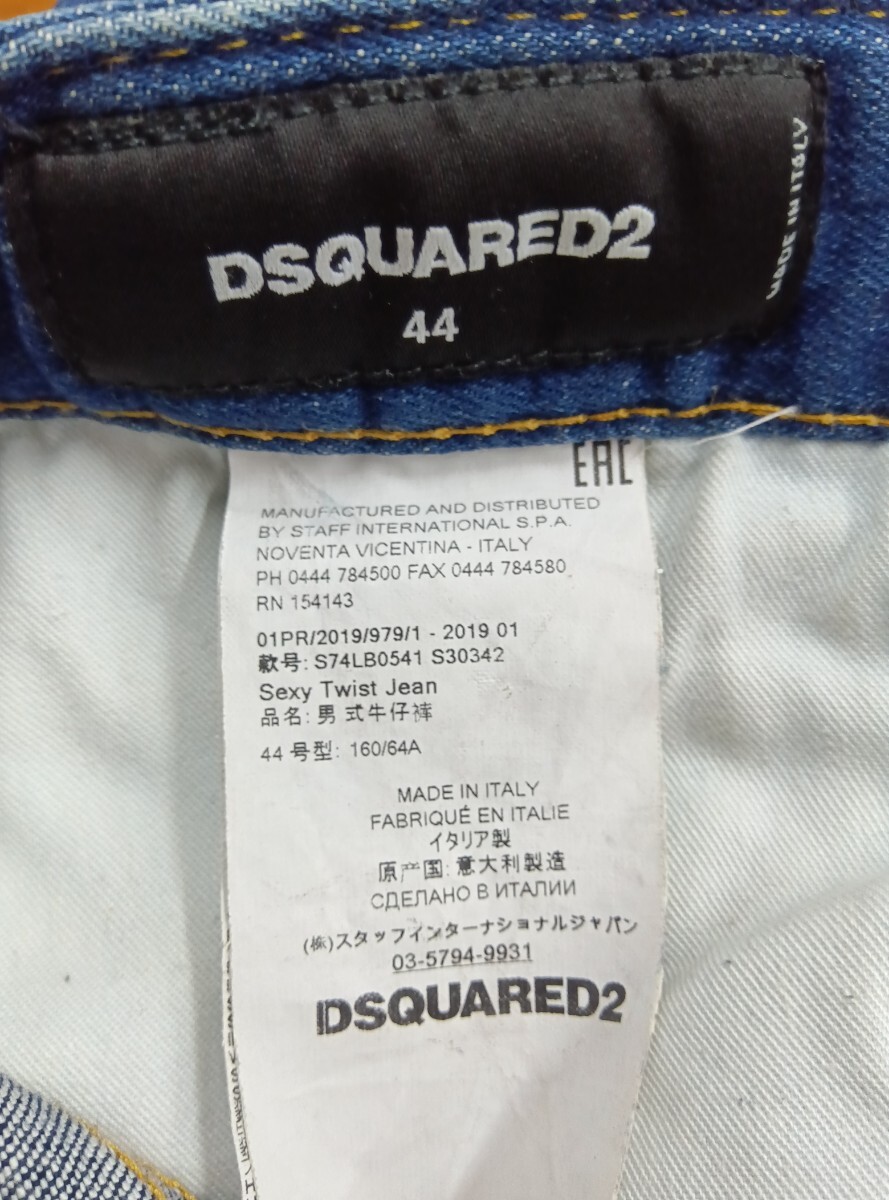 DSQUARED2
44
MADE IN ITALY
EAC
MANUFACTURED AND DISTRIBUTED
BY STAFF INTERNATIONAL S.P.A.
NOVENTA VICENTINA - ITALY
PH 0444 784500 FAX 0444 784580
RN 154143
01PR/2019/979/1 - 2019 01
款号: S74LB0541 S30342
Sexy Twist Jean
品名: 男式牛仔裤
44 号型: 160/64A
MADE IN ITALY
FABRIQUÉ EN ITALIE
イタリア製
原产国: 意大利製造
СДЕЛАНО В ИТАЛИИ
(株)スタッフインターナショナルジャパン
03-5794-9931
DSQUARED2